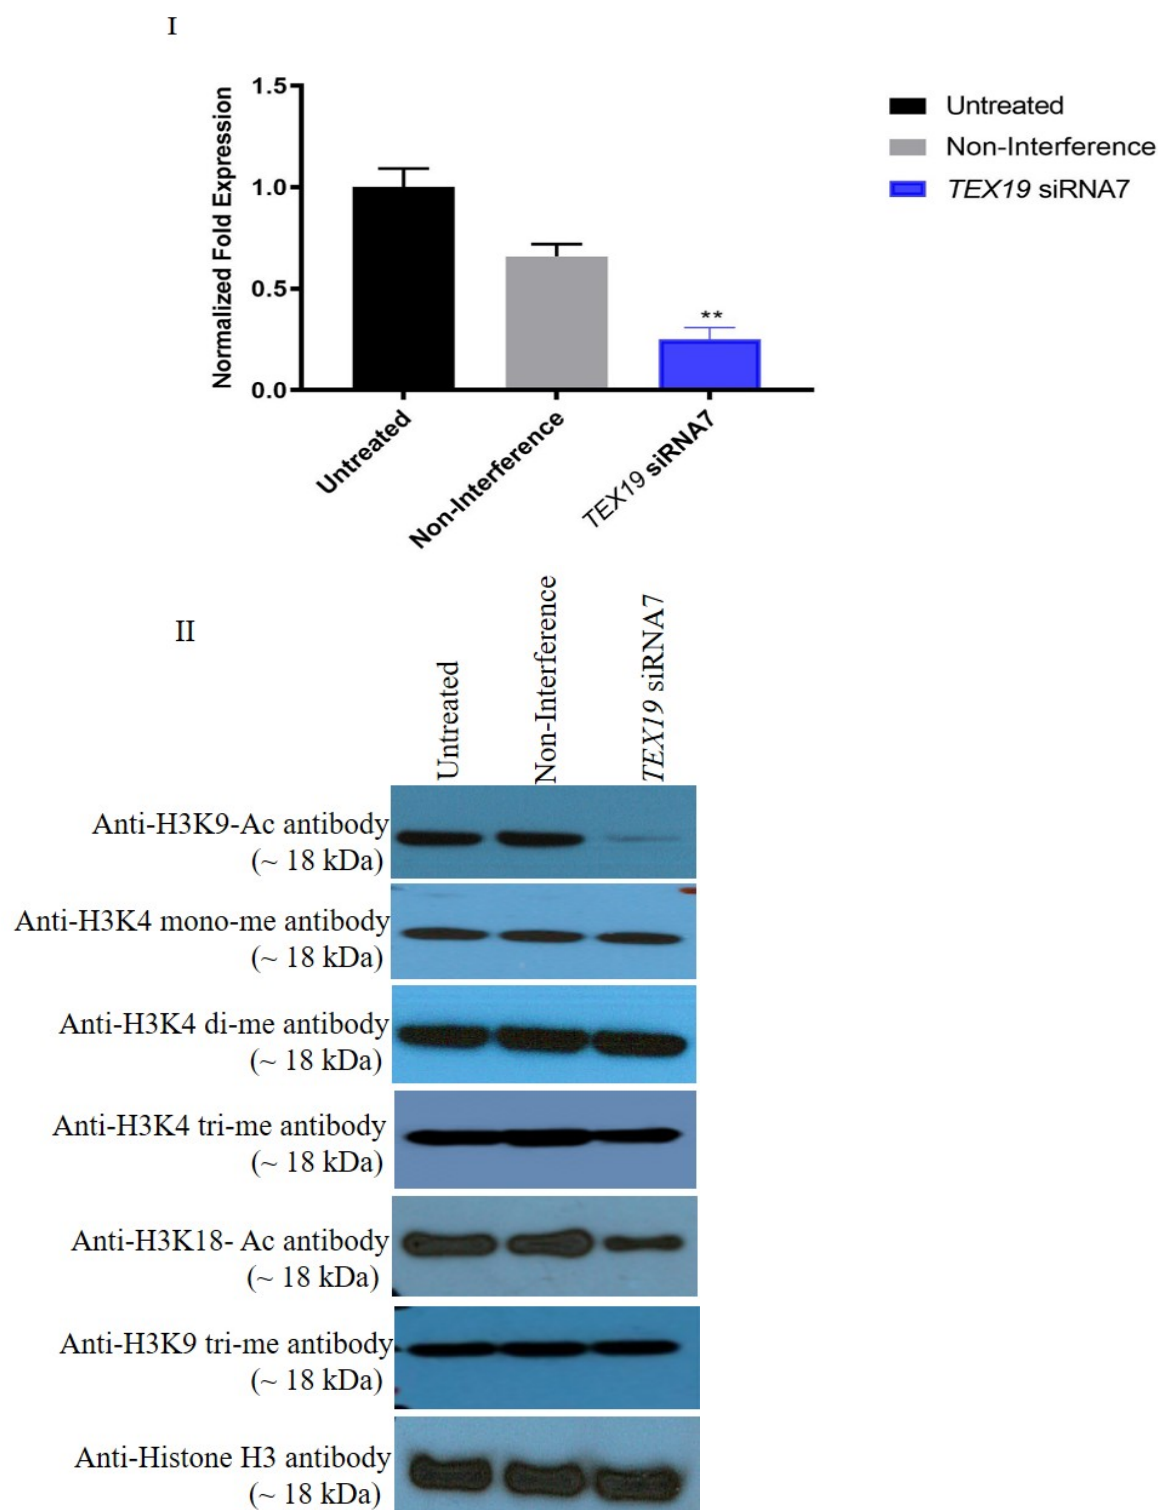 I
1.5
1.0
0.5
0.0
Normalized Fold Expression
**
Untreated
Non-Interference
TEX19 siRNA7
Untreated
Non-Interference
TEX19 siRNA7
II
Untreated
Non-Interference
TEX19 siRNA7
Anti-H3K9-Ac antibody
(~ 18 kDa)
Anti-H3K4 mono-me antibody
(~ 18 kDa)
Anti-H3K4 di-me antibody
(~ 18 kDa)
Anti-H3K4 tri-me antibody
(~ 18 kDa)
Anti-H3K18- Ac antibody
(~ 18 kDa)
Anti-H3K9 tri-me antibody
(~ 18 kDa)
Anti-Histone H3 antibody
(~ 18 kDa)